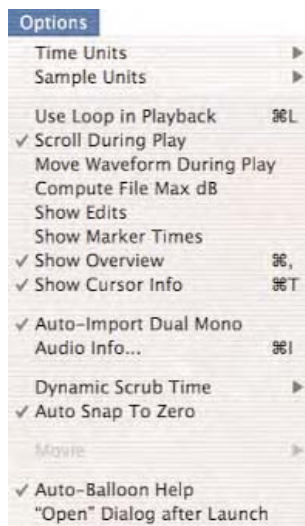 Options
Time Units
Sample Units
Use Loop in Playback ⌘L
✓ Scroll During Play
Move Waveform During Play
Compute File Max dB
Show Edits
Show Marker Times
✓ Show Overview ⌘,
✓ Show Cursor Info ⌘T
✓ Auto-Import Dual Mono
Audio Info... ⌘I
Dynamic Scrub Time
✓ Auto Snap To Zero
Movie
✓ Auto-Balloon Help
“Open” Dialog after Launch